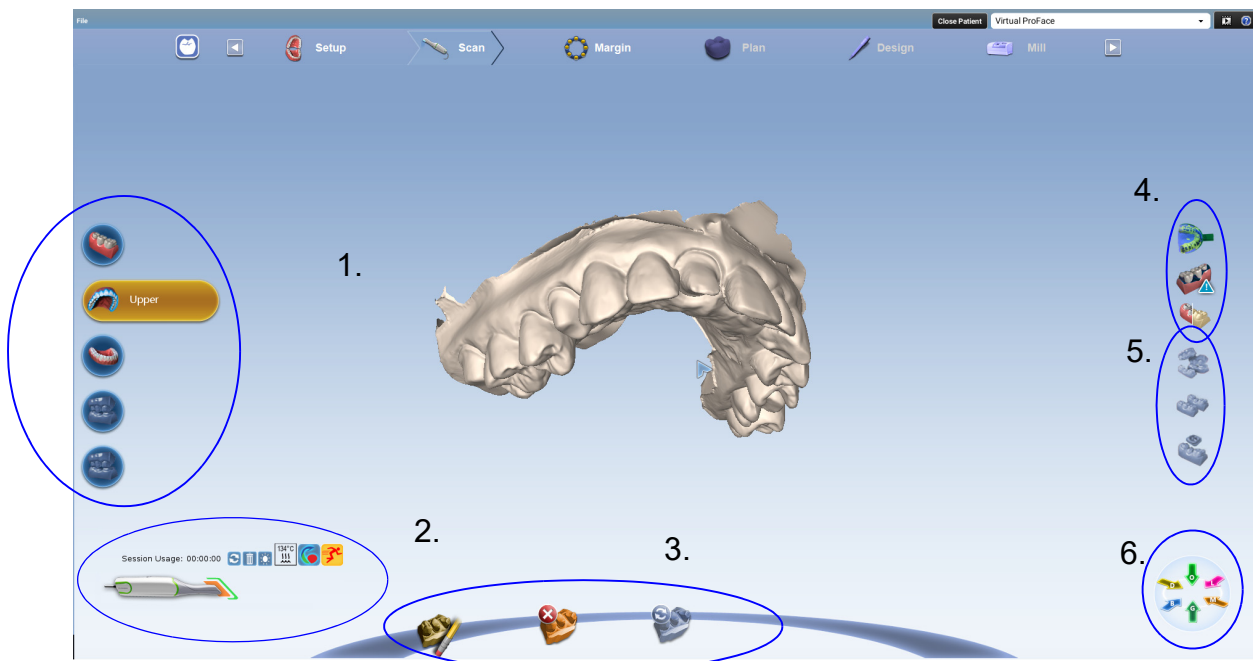 File
Close Patient Virtual ProFace
Setup Scan Margin Plan Design Mill
4.
1.
Upper
5.
2.
3.
6.
Session Usage: 00:00:00 134°C
O
D L
B M
G